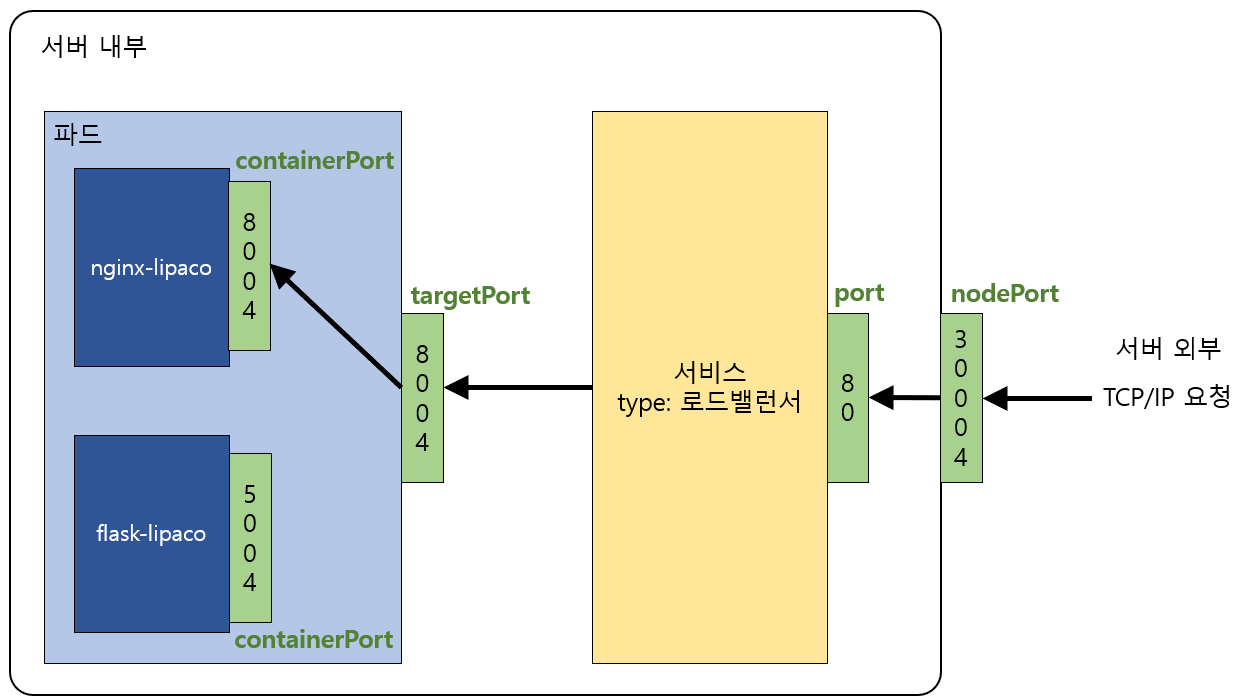 서버 내부
파드
containerPort
nginx-lipaco
8004
targetPort
8004
flask-lipaco
5004
containerPort
서비스
type: 로드밸런서
port
80
nodePort
30004
서버 외부
TCP/IP 요청